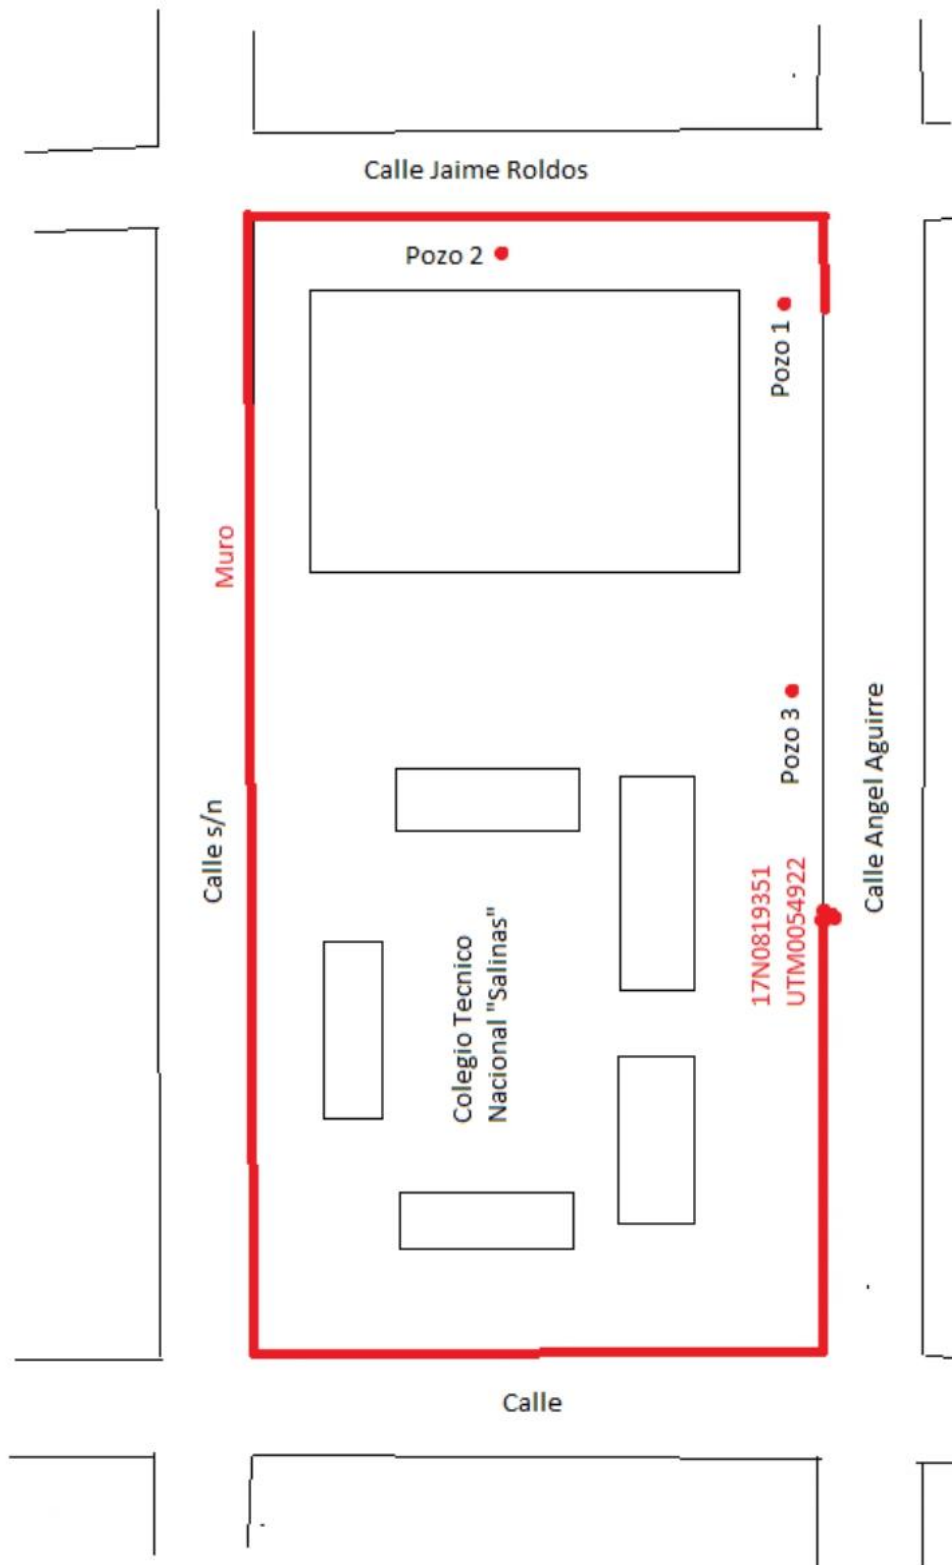 Calle Jaime Roldos
Pozo 2
Pozo 1
Muro
Pozo 3
Calle Angel Aguirre
Calle s/n
17N0819351
UTM0054922
Colegio Tecnico
Nacional "Salinas"
Calle